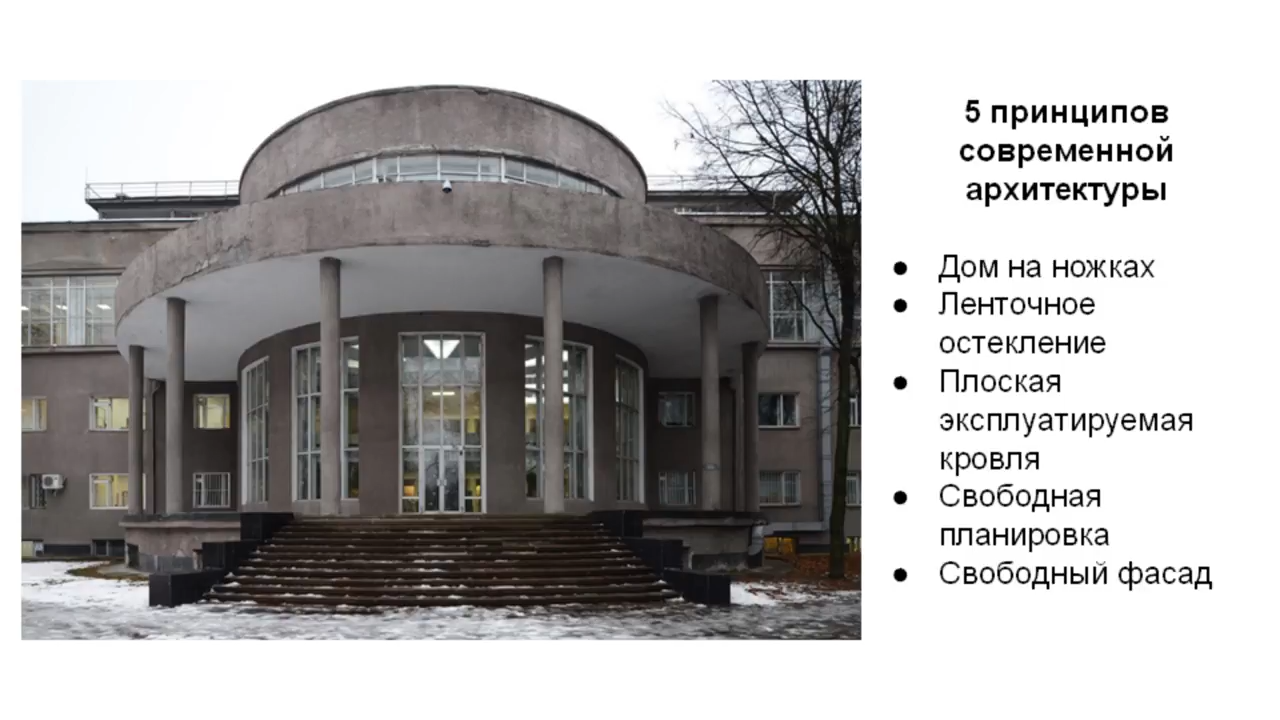 5 принципов
современной
архитектуры
● Дом на ножках
● Ленточное
остекление
● Плоская
эксплуатируемая
кровля
● Свободная
планировка
● Свободный фасад